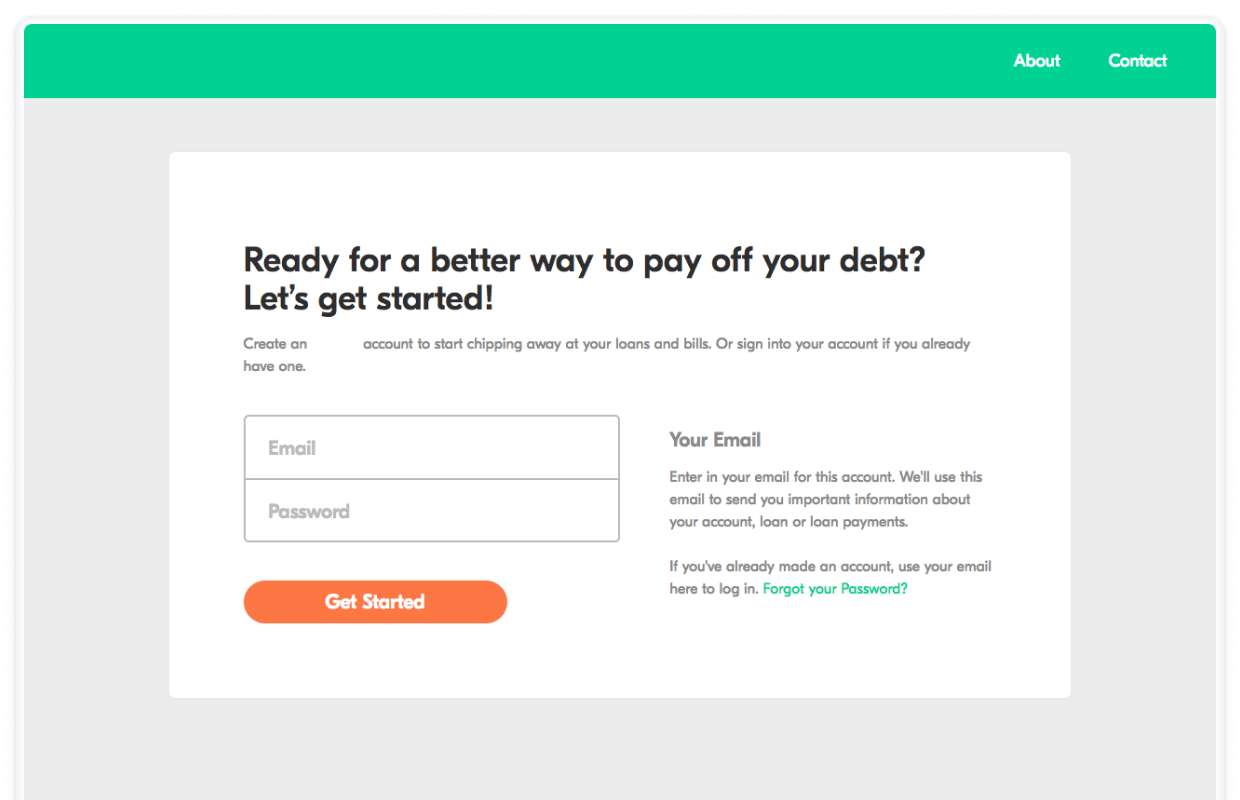 About Contact
Ready for a better way to pay off your debt?
Let's get started!
Create an account to start chipping away at your loans and bills. Or sign into your account if you already
have one.
Email
Password
Get Started
Your Email
Enter in your email for this account. We'll use this
email to send you important information about
your account, loan or loan payments.
If you've already made an account, use your email
here to log in. Forgot your Password?